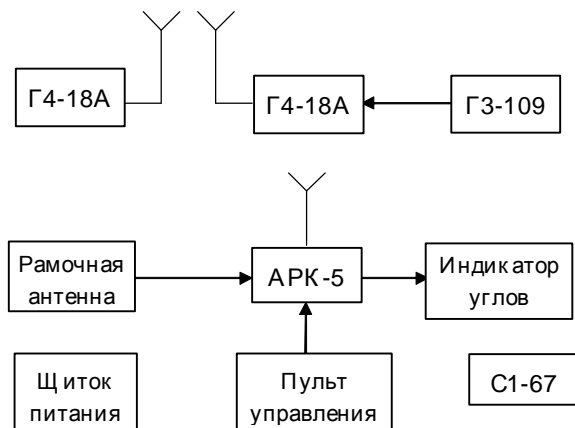 Г4-18А
Г4-18А
Г3-109
Рамочная
антенна
АРК-5
Индикатор
углов
Щиток
питания
Пульт
управления
С1-67